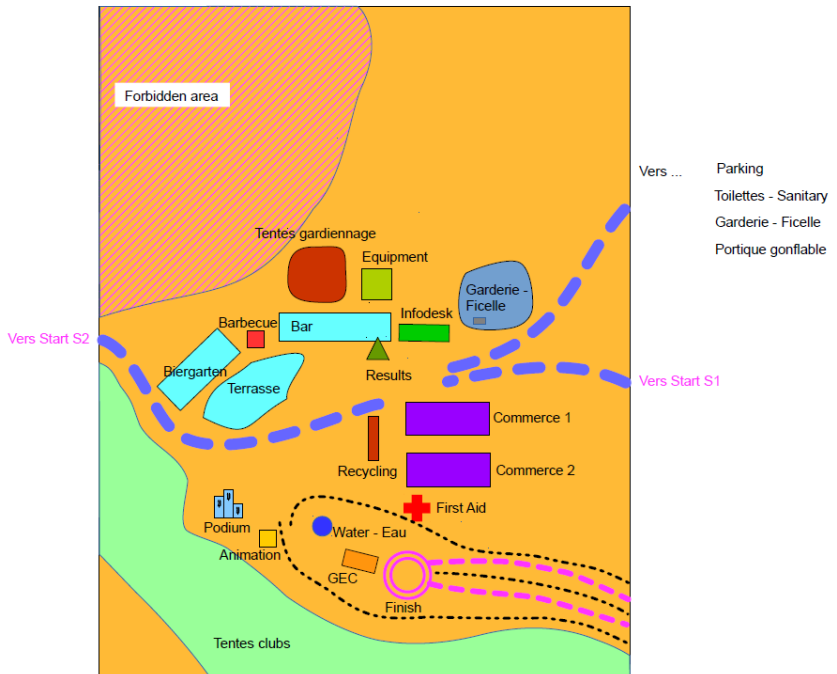 Forbidden area
Vers ...
Parking
Toilettes - Sanitary
Garderie - Ficelle
Portique gonflable
Tentes gardiennage
Equipment
Garderie -
Ficelle
Infodesk
Barbecue
Bar
Vers Start S2
Biergarten
Terrasse
Results
Vers Start S1
Commerce 1
Recycling
Commerce 2
First Aid
Podium
Water - Eau
Animation
GEC
Finish
Tentes clubs